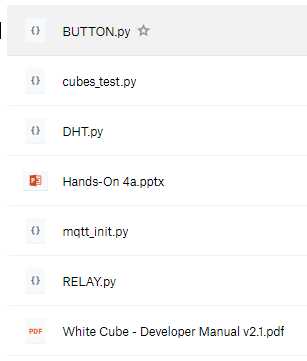 {} BUTTON.py
{} cubes_test.py
{} DHT.py
P Hands-On 4a.pptx
{} mqtt_init.py
{} RELAY.py
PDF White Cube - Developer Manual v2.1.pdf